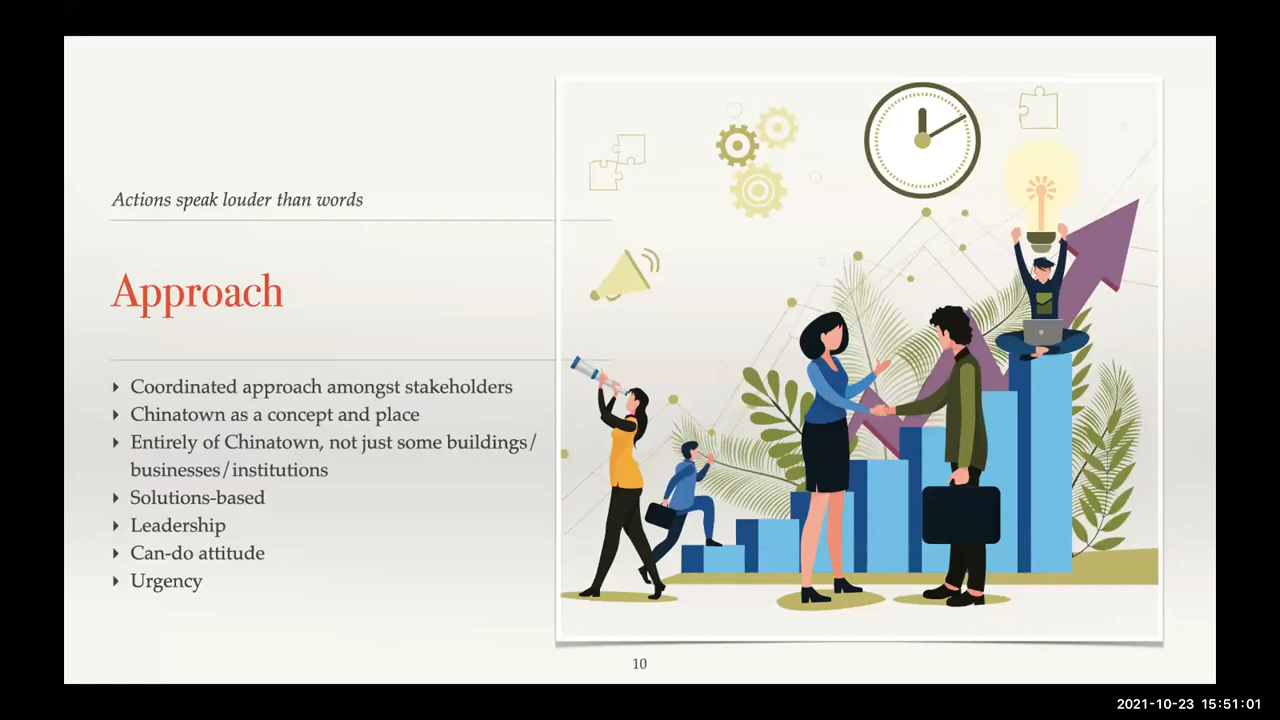 Actions speak louder than words
Approach
Coordinated approach amongst stakeholders
Chinatown as a concept and place
Entirely of Chinatown, not just some buildings/
businesses/institutions
Solutions-based
Leadership
Can-do attitude
Urgency
10
2021-10-23 15:51:01